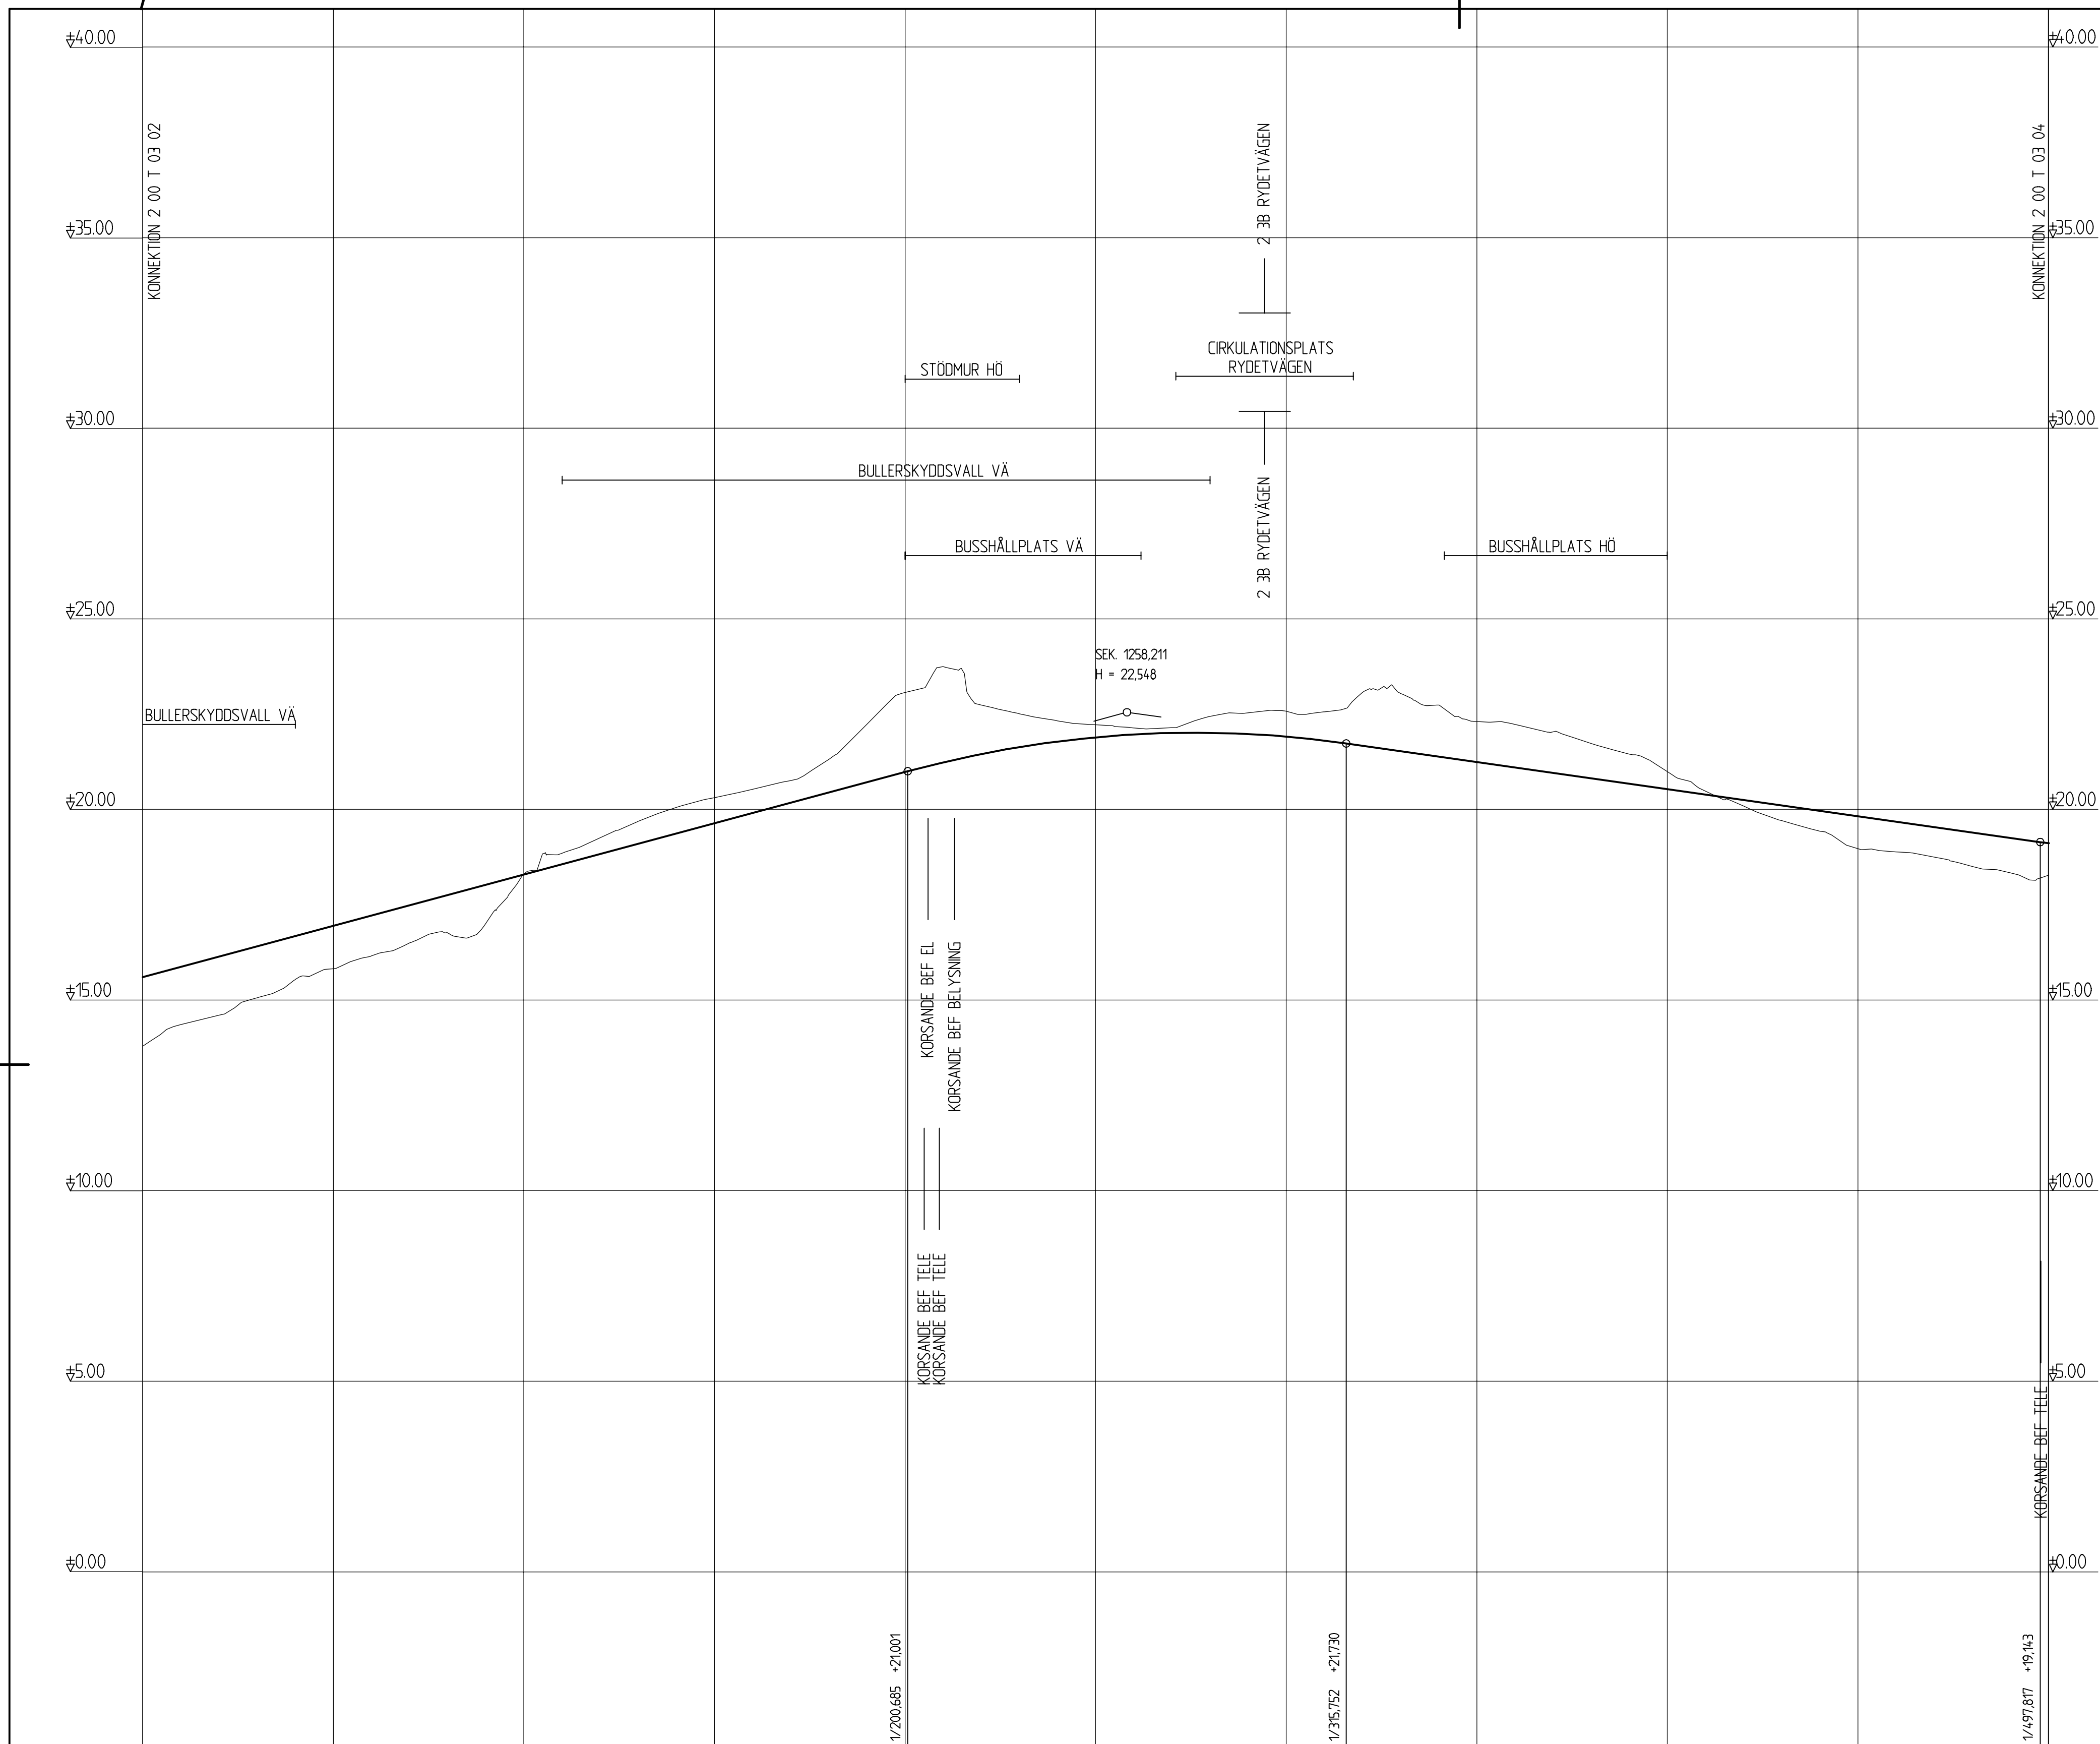 ±40.00
±40.00
KONNEKTION 2 00 T 03 02
2 3B RYDETVÄGEN
KONNEKTION 2 00 T 03 04
±35.00
±35.00
CIRKULATIONSPLATS
RYDETVÄGEN
STÖDMUR HÖ
±30.00
±30.00
BULLERSKYDDSVALL VÄ
2 3B RYDETVÄGEN
BUSSHÅLLPLATS VÄ
BUSSHÅLLPLATS HÖ
±25.00
±25.00
SEK. 1258,211
H = 22,548
BULLERSKYDDSVALL VÄ
±20.00
±20.00
KORSANDE BEF EL
KORSANDE BEF BELYSNING
±15.00
±15.00
±10.00
±10.00
KORSANDE BEF TELE
KORSANDE BEF TELE
±5.00
±5.00
KORSANDE BEF TELE
±0.00
±0.00
1/200,685 +21,001
1/315,752 +21,730
1/497,817 +19,143